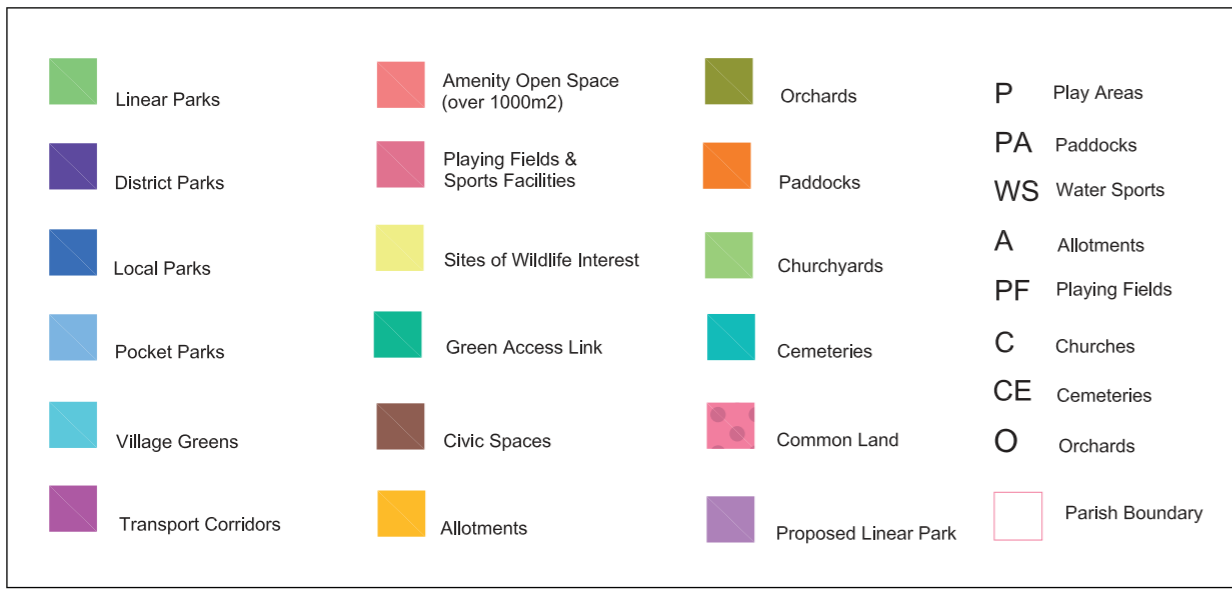 Linear Parks
District Parks
Local Parks
Pocket Parks
Village Greens
Transport Corridors
Amenity Open Space
(over 1000m2)
Playing Fields &
Sports Facilities
Sites of Wildlife Interest
Green Access Link
Civic Spaces
Allotments
Orchards
Paddocks
Churchyards
Cemeteries
Common Land
Proposed Linear Park
P Play Areas
PA Paddocks
WS Water Sports
A Allotments
PF Playing Fields
C Churches
CE Cemeteries
O Orchards
Parish Boundary